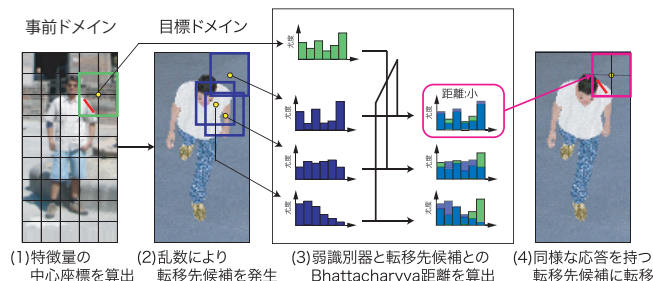 事前ドメイン
目標ドメイン
尤度
尤度
尤度
尤度
距離:小
尤度
尤度
尤度
(1)特徴量の
中心座標を算出
(2)乱数により
転移先候補を発生
(3)弱識別器と転移先候補との
Bhattacharyya距離を算出
(4)同様な応答を持つ
転移先候補に転移